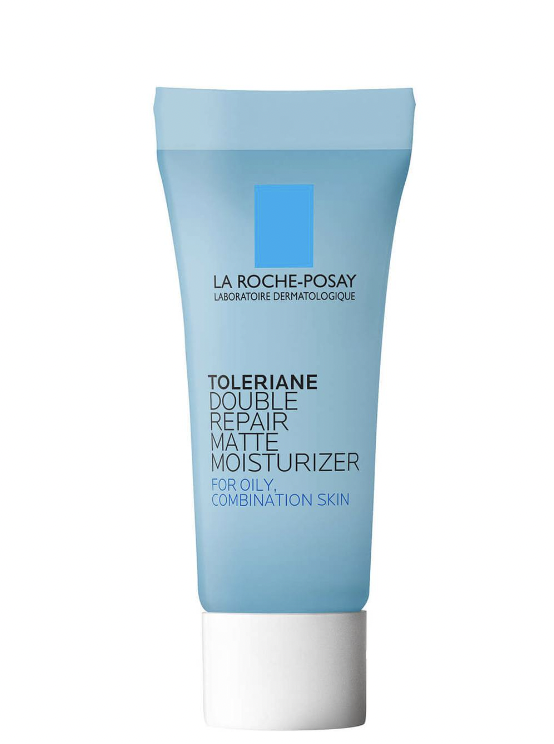 LA ROCHE-POSAY
LABORATOIRE DERMATOLOGIQUE
TOLERIANE
DOUBLE
REPAIR
MATTE
MOISTURIZER
FOR OILY,
COMBINATION SKIN